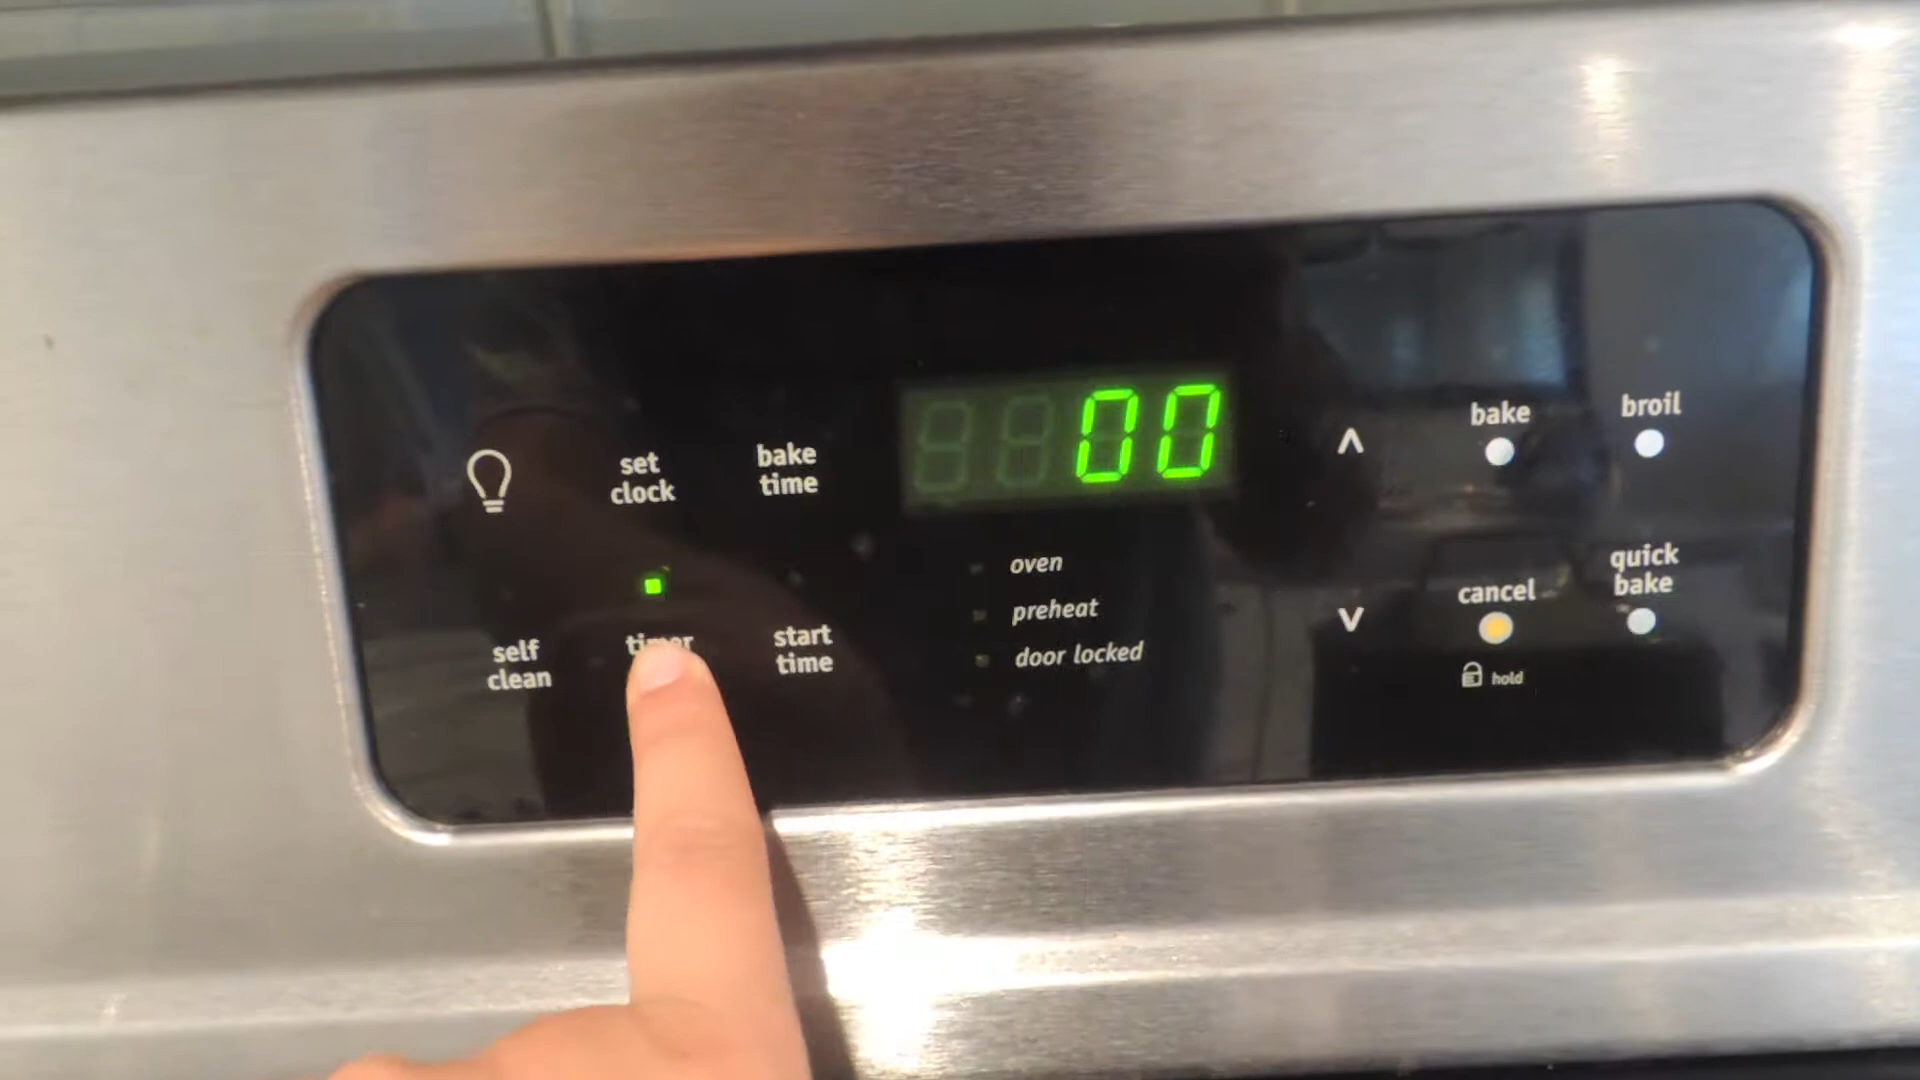 set
clock
bake
time
00
bake
broil
self
clean
timer
start
time
oven
preheat
door locked
cancel
hold
quick
bake